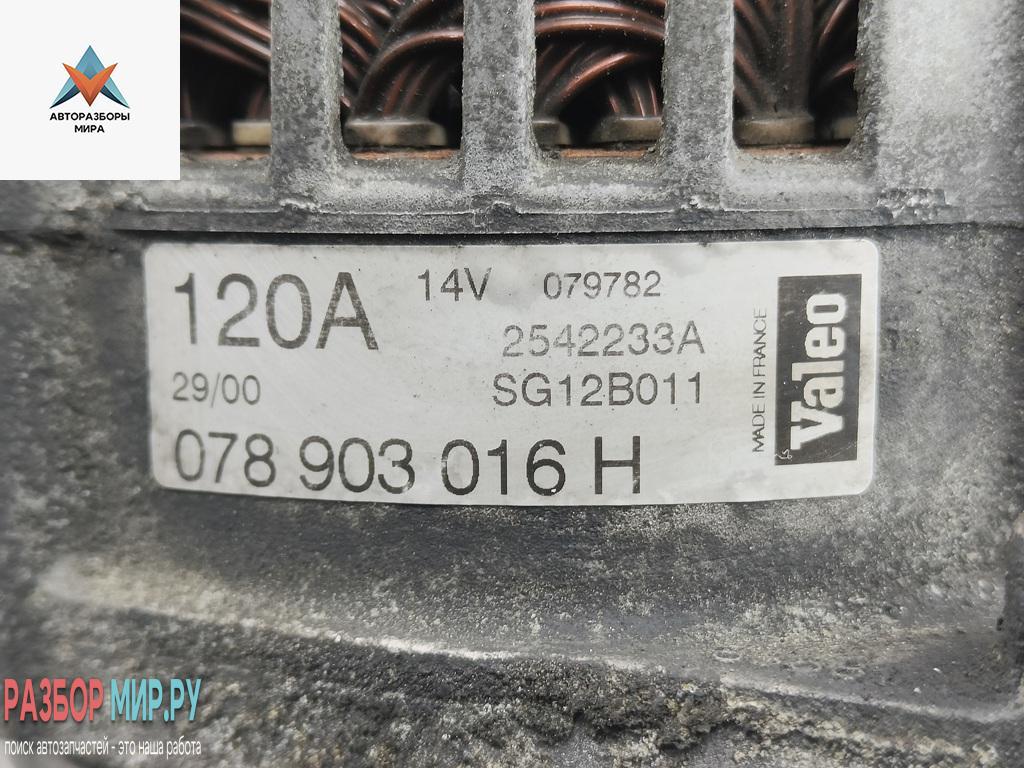 АВТОРАЗБОРЫ
МИРА
120A 14V 079782
2542233A
29/00 SG12B011
078 903 016 H
MADE IN FRANCE
Valeo
РАЗБОР МИР.РУ
поиск автозапчастей - это наша работа